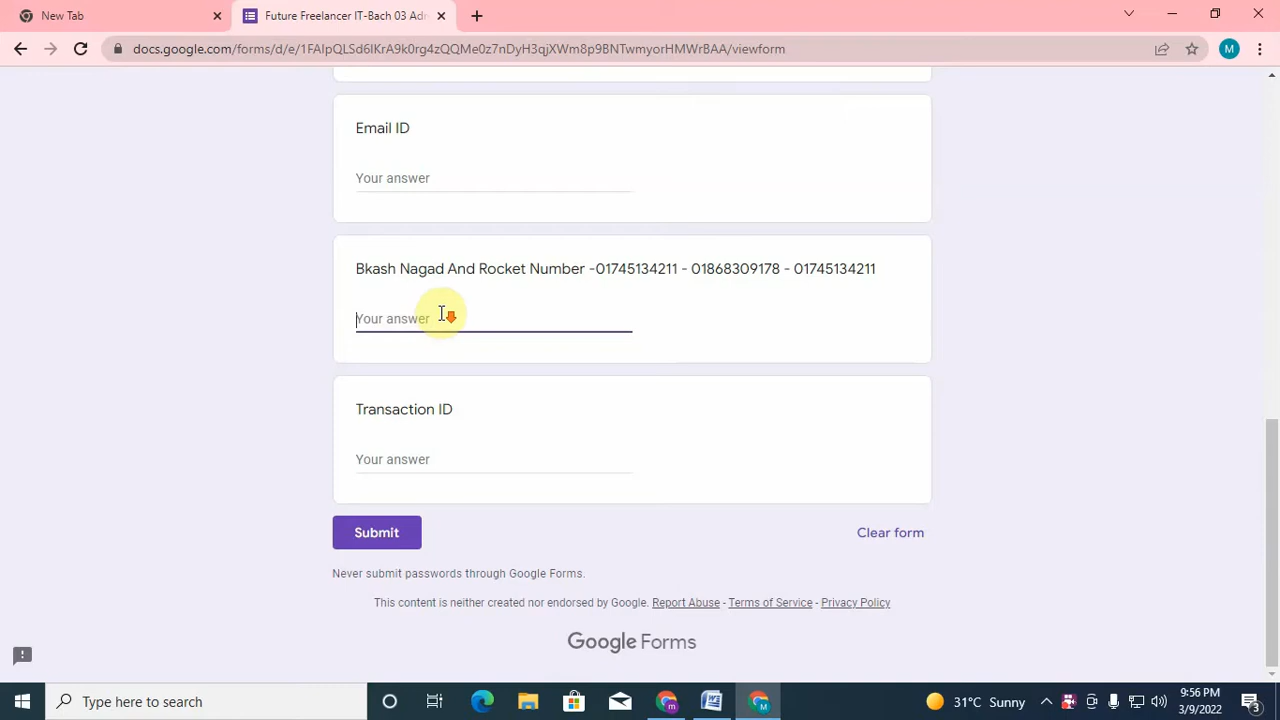 New Tab
Future Freelancer IT-Bach 03 Adr
docs.google.com/forms/d/e/1FAIpQLSd6lKrA9k0rg4zQQMe0z7nDyH3qjXWm8p9BNTwmyorHMWrBAA/viewform
M
Email ID
Your answer
Bkash Nagad And Rocket Number -01745134211 - 01868309178 - 01745134211
Your answer
Transaction ID
Your answer
Submit
Clear form
Never submit passwords through Google Forms.
This content is neither created nor endorsed by Google. Report Abuse - Terms of Service - Privacy Policy
Google Forms
Type here to search
31°C Sunny
9:56 PM
3/9/2022
3